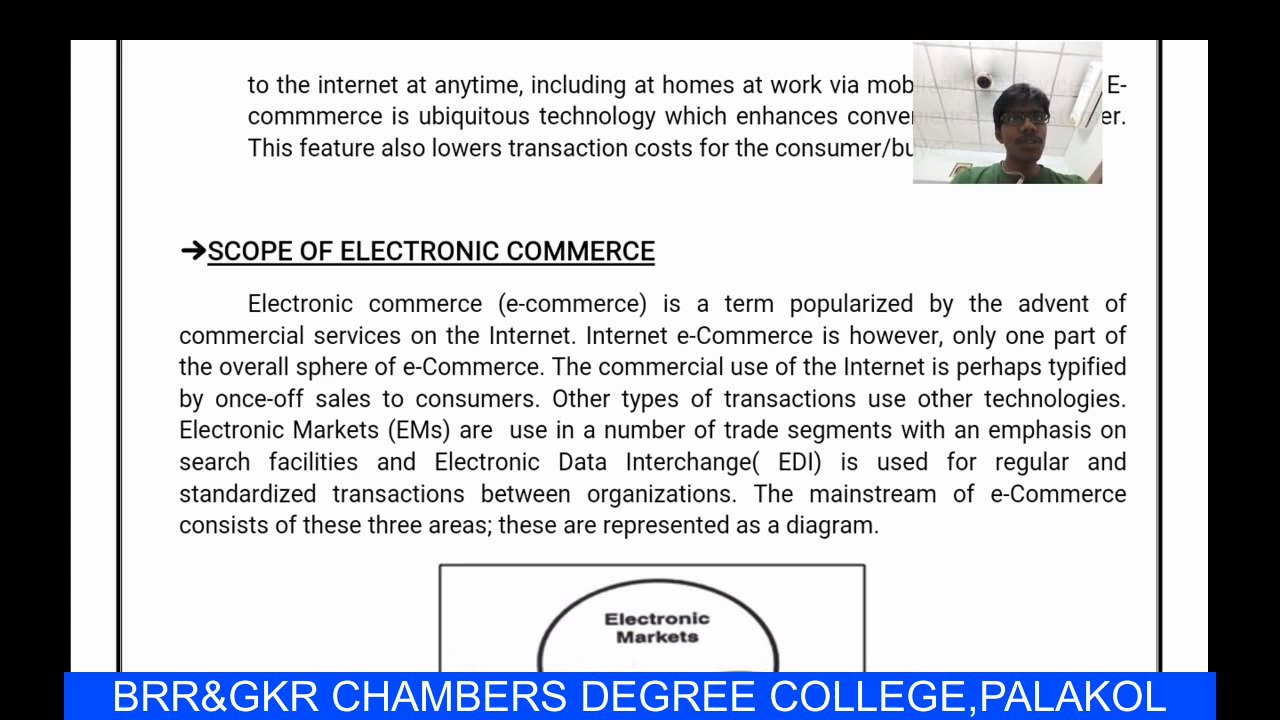 to the internet at anytime, including at homes at work via E-
commmerce is ubiquitous technology which enhances
This feature also lowers transaction costs for the
➔SCOPE OF ELECTRONIC COMMERCE
Electronic commerce (e-commerce) is a term popularized by the advent of
commercial services on the Internet. Internet e-Commerce is however, only one part of
the overall sphere of e-Commerce. The commercial use of the Internet is perhaps typified
by once-off sales to consumers. Other types of transactions use other technologies.
Electronic Markets (EMs) are use in a number of trade segments with an emphasis on
search facilities and Electronic Data Interchange( EDI) is used for regular and
standardized transactions between organizations. The mainstream of e-Commerce
consists of these three areas; these are represented as a diagram.
Electronic
Markets
BRR&GKR CHAMBERS DEGREE COLLEGE,PALAKOL